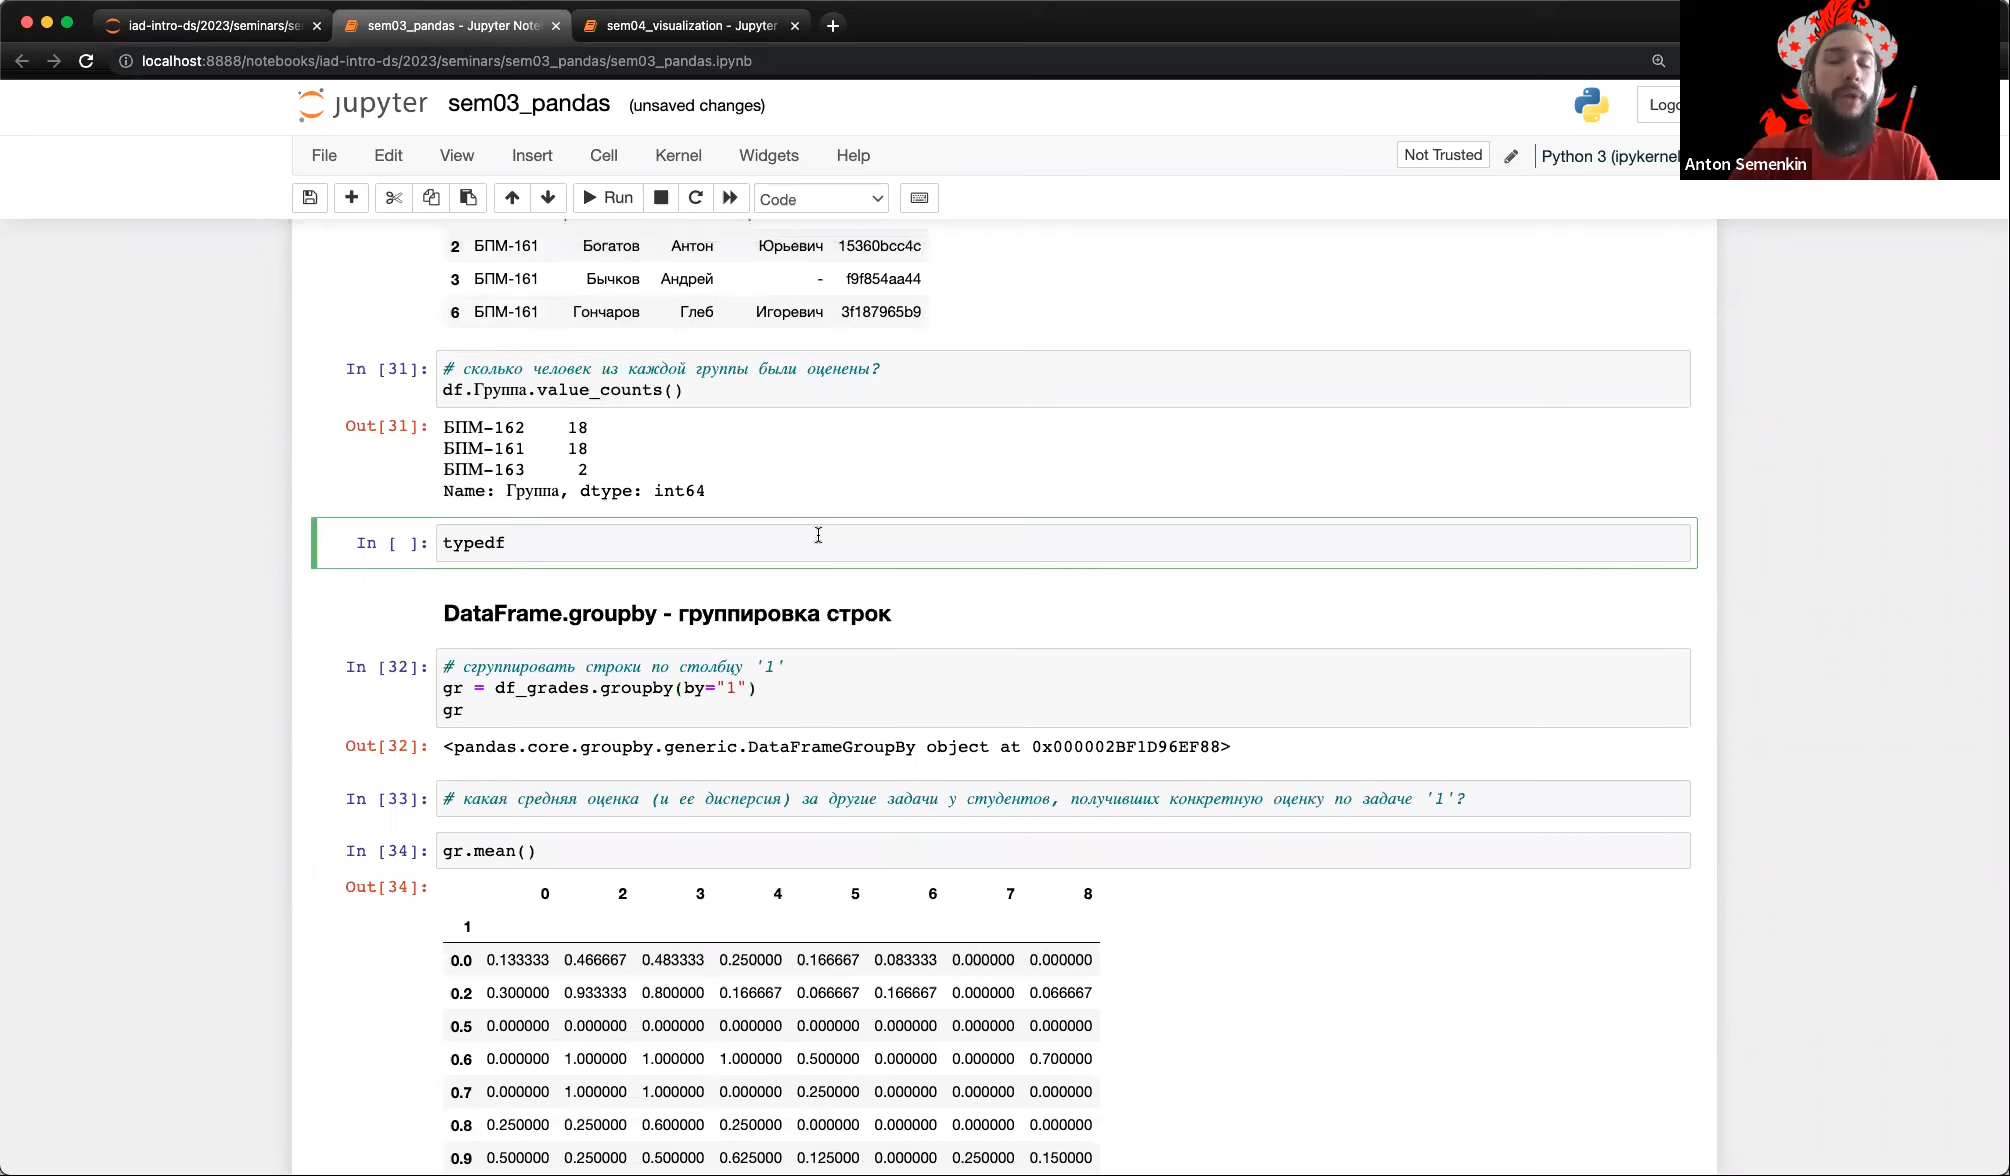 iad-intro-ds/2023/seminars/se
sem03_pandas - Jupyter Note
sem04_visualization - Jupyter
localhost:8888/notebooks/iad-intro-ds/2023/seminars/sem03_pandas/sem03_pandas.ipynb
jupyter sem03_pandas (unsaved changes)
Logo
File Edit View Insert Cell Kernel Widgets Help
Not Trusted Python 3 (ipykernel
Anton Semenkin
Run Code
2 БПМ-161 Богатов Антон Юрьевич 15360bcc4c
3 БПМ-161 Бычков Андрей - f9f854aa44
6 БПМ-161 Гончаров Глеб Игоревич 3f187965b9
In [31]: # сколько человек из каждой группы были оценены?
df.Группа.value_counts()
Out[31]: БПМ-162 18
БПМ-161 18
БПМ-163 2
Name: Группа, dtype: int64
In [ ]: typedf
DataFrame.groupby - группировка строк
In [32]: # сгруппировать строки по столбцу '1'
gr = df_grades.groupby(by="1")
gr
Out[32]: <pandas.core.groupby.generic.DataFrameGroupBy object at 0x000002BF1D96EF88>
In [33]: # какая средняя оценка (и ее дисперсия) за другие задачи у студентов, получивших конкретную оценку по задаче '1'?
In [34]: gr.mean()
Out[34]:
0 2 3 4 5 6 7 8
1
0.0 0.133333 0.466667 0.483333 0.250000 0.166667 0.083333 0.000000 0.000000
0.2 0.300000 0.933333 0.800000 0.166667 0.066667 0.166667 0.000000 0.066667
0.5 0.000000 0.000000 0.000000 0.000000 0.000000 0.000000 0.000000 0.000000
0.6 0.000000 1.000000 1.000000 1.000000 0.500000 0.000000 0.000000 0.700000
0.7 0.000000 1.000000 1.000000 0.000000 0.250000 0.000000 0.000000 0.000000
0.8 0.250000 0.250000 0.600000 0.250000 0.000000 0.000000 0.000000 0.000000
0.9 0.500000 0.250000 0.500000 0.625000 0.125000 0.000000 0.250000 0.150000